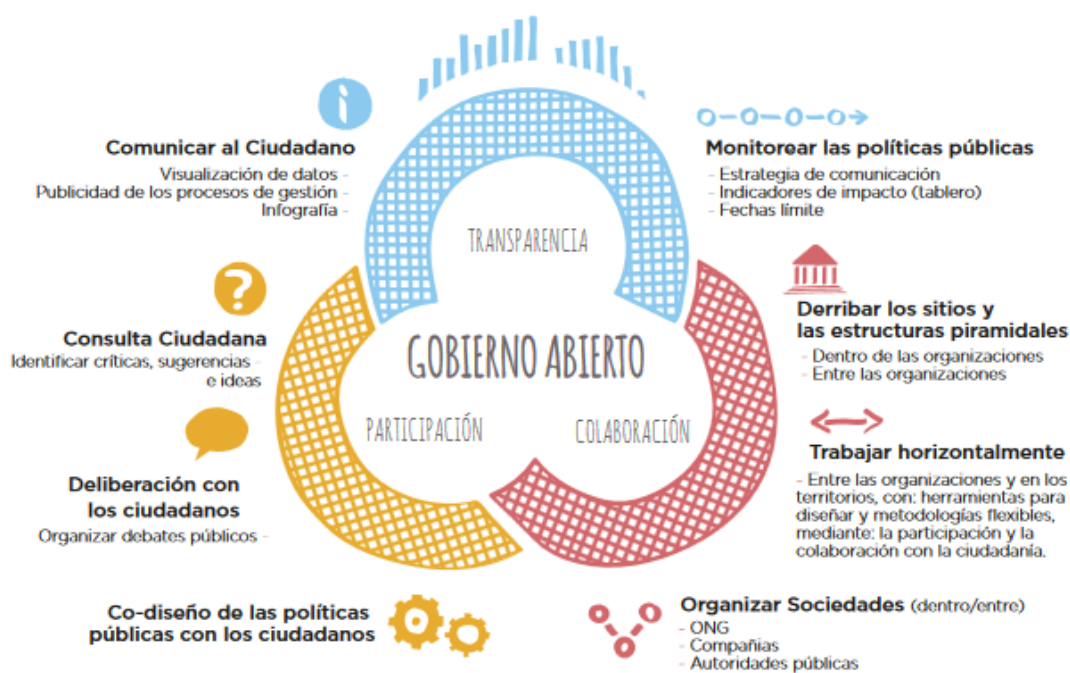 Comunicar al Ciudadano
Visualización de datos -
Publicidad de los procesos de gestión -
Infografía -
Monitorear las políticas públicas
- Estrategia de comunicación
- Indicadores de impacto (tablero)
- Fechas límite
TRANSPARENCIA
Consulta Ciudadana
Identificar críticas, sugerencias -
e ideas
Derribar los sitios y
las estructuras piramidales
- Dentro de las organizaciones
- Entre las organizaciones
GOBIERNO ABIERTO
PARTICIPACIÓN
COLABORACIÓN
Deliberación con
los ciudadanos
Organizar debates públicos -
Trabajar horizontalmente
- Entre las organizaciones y en los
territorios, con: herramientas para
diseñar y metodologías flexibles,
mediante: la participación y la
colaboración con la ciudadanía.
Co-diseño de las políticas
públicas con los ciudadanos
Organizar Sociedades (dentro/entre)
- ONG
- Compañias
- Autoridades públicas